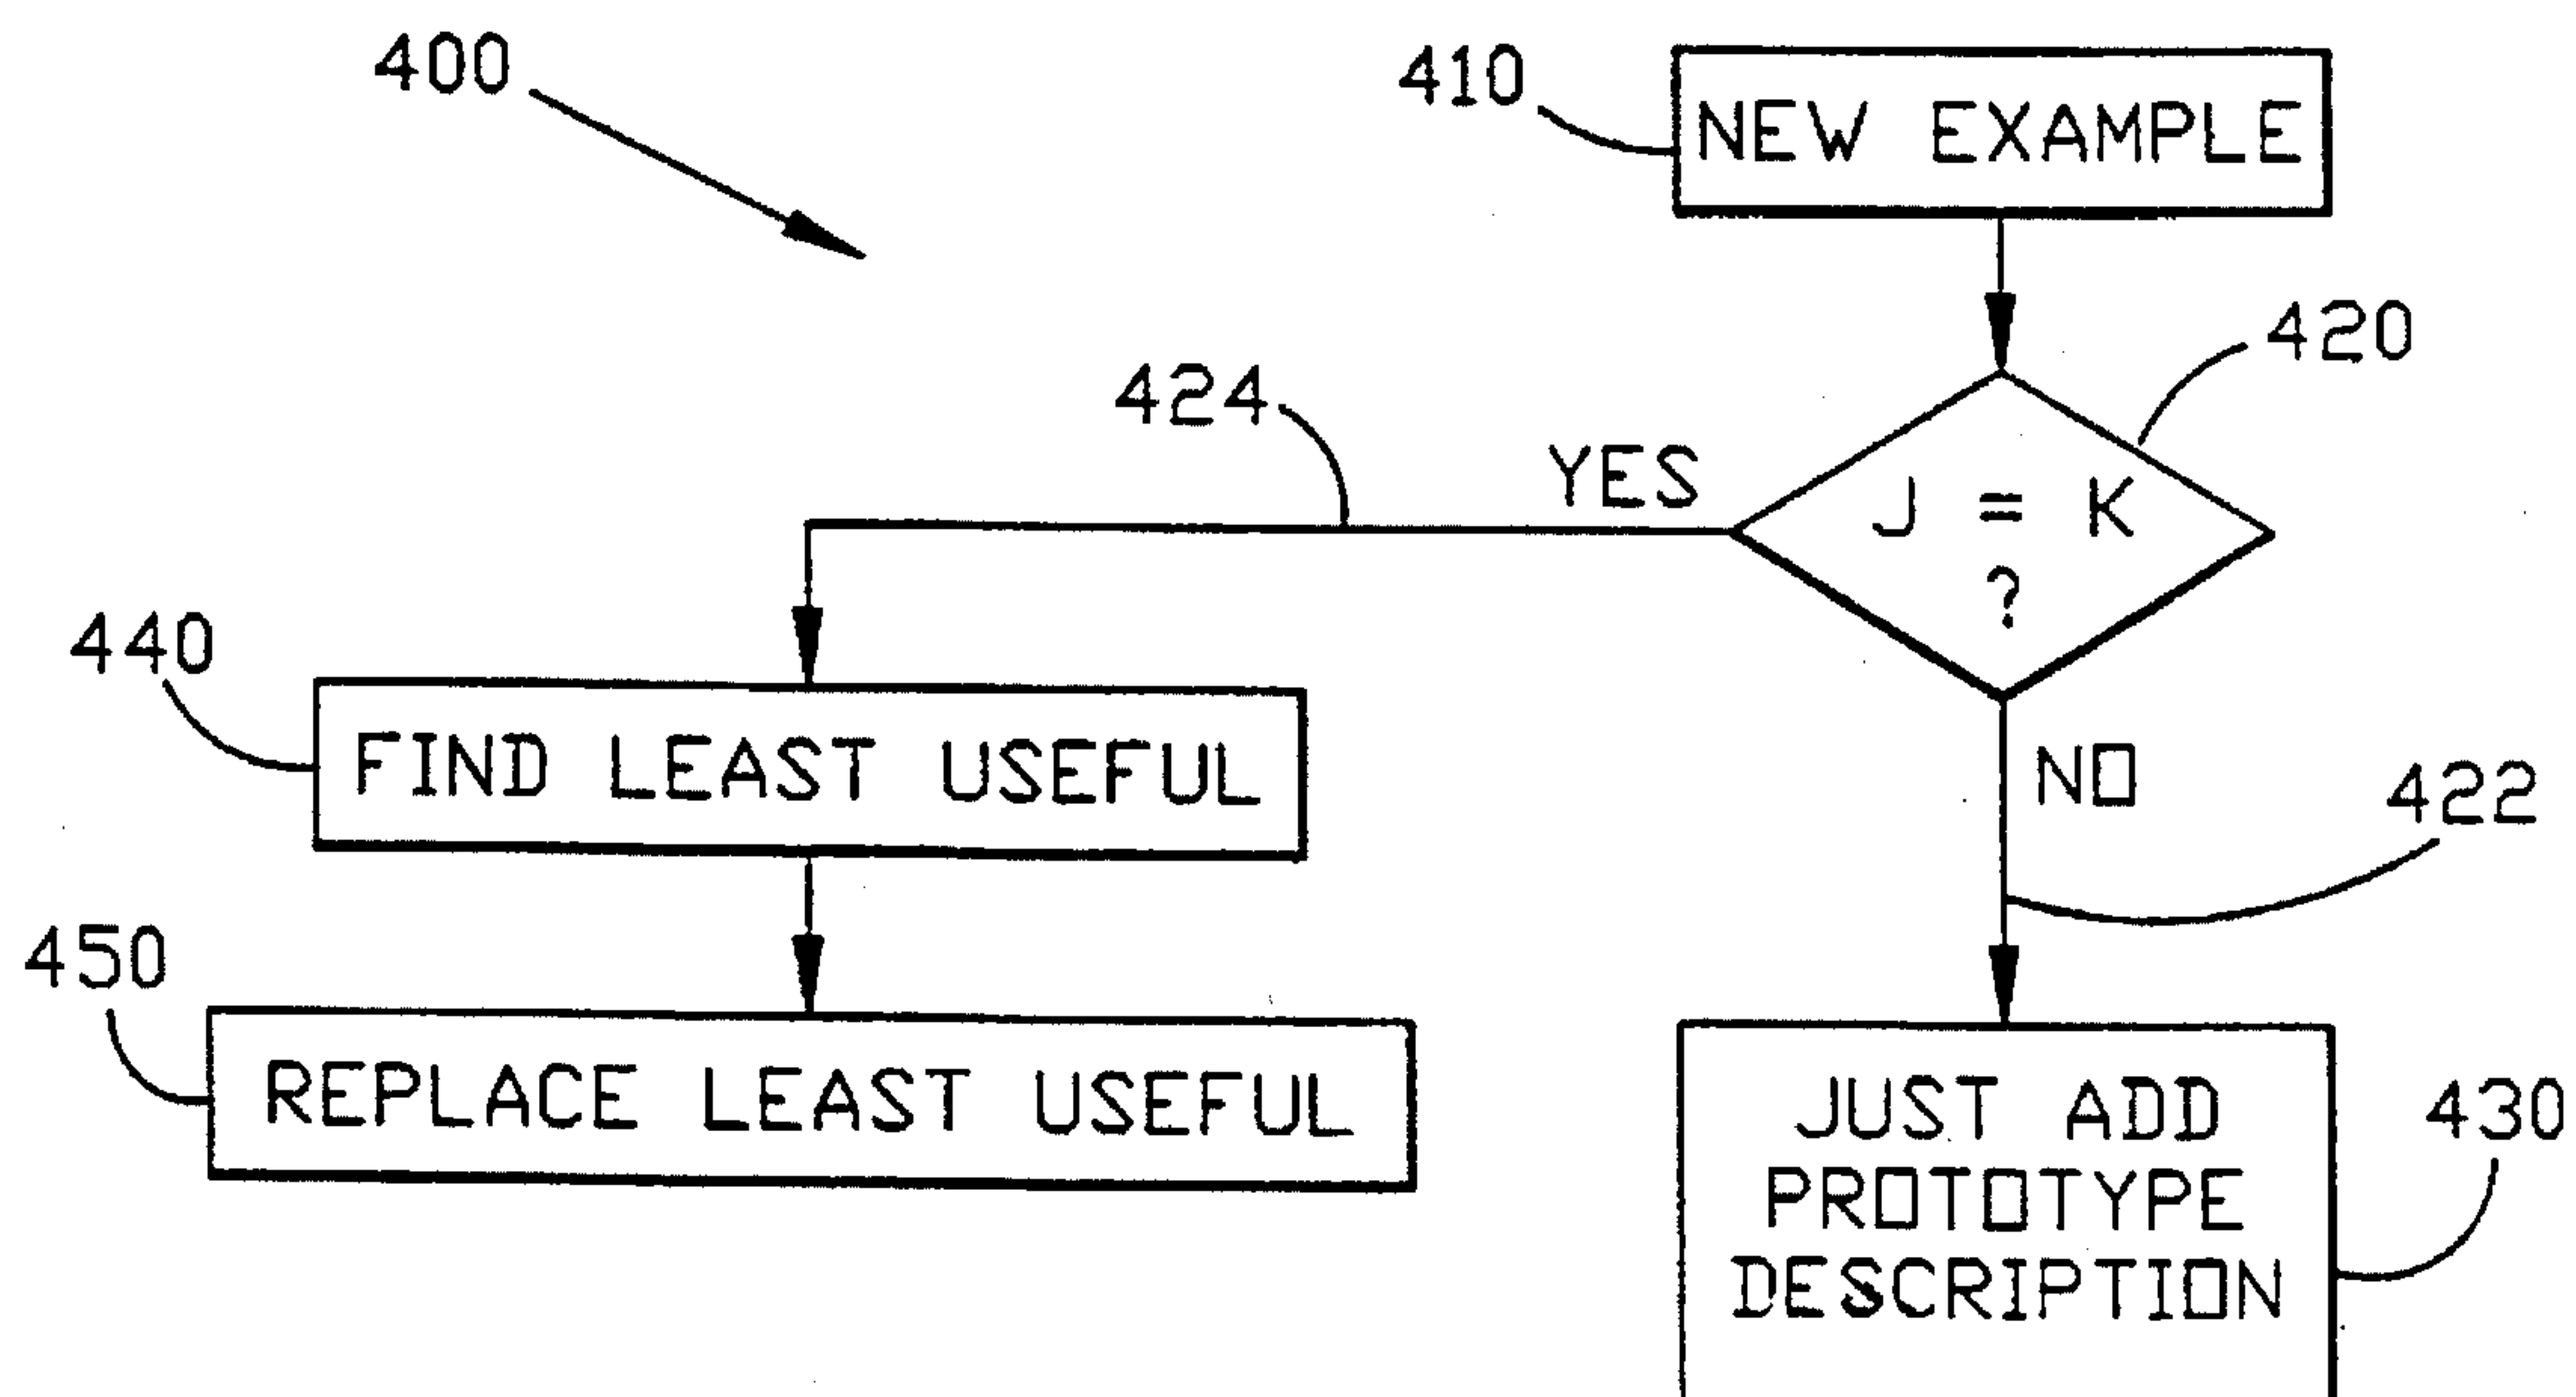 400
410
NEW EXAMPLE
420
424
YES
J = K
?
440
NO
422
FIND LEAST USEFUL
450
REPLACE LEAST USEFUL
JUST ADD
PROTOTYPE
DESCRIPTION
430